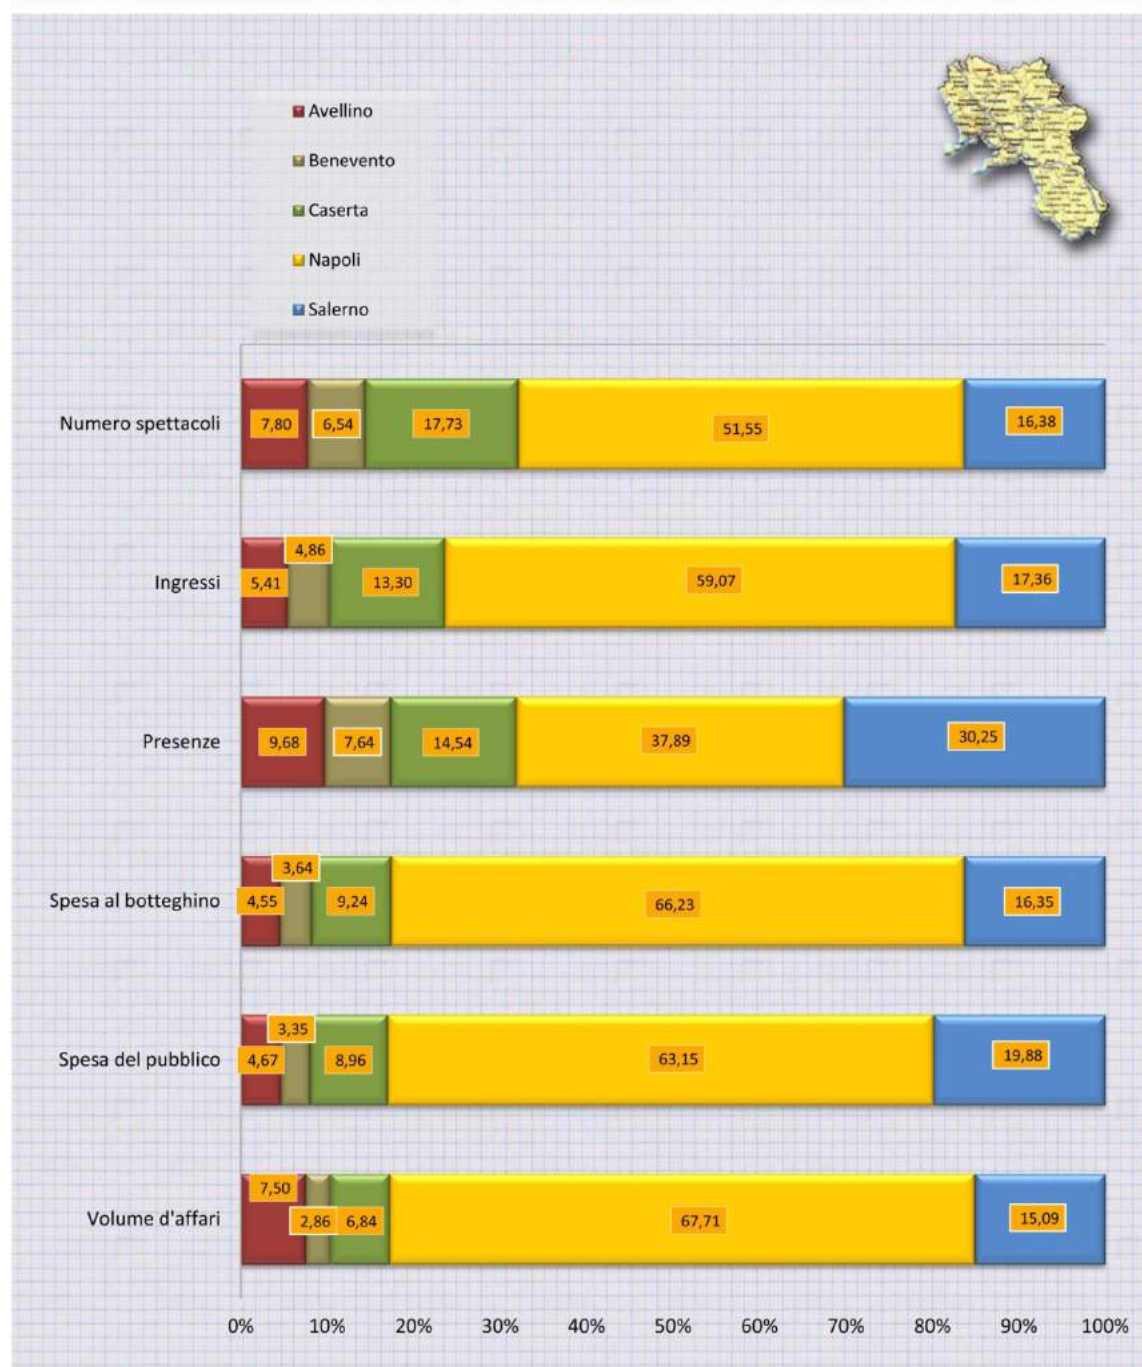 Avellino
Benevento
Caserta
Napoli
Salerno
Numero spettacoli
7,80 6,54 17,73 51,55 16,38
Ingressi
5,41 4,86 13,30 59,07 17,36
Presenze
9,68 7,64 14,54 37,89 30,25
Spesa al botteghino
4,55 3,64 9,24 66,23 16,35
Spesa del pubblico
4,67 3,35 8,96 63,15 19,88
Volume d'affari
7,50 2,86 6,84 67,71 15,09
0% 10% 20% 30% 40% 50% 60% 70% 80% 90% 100%